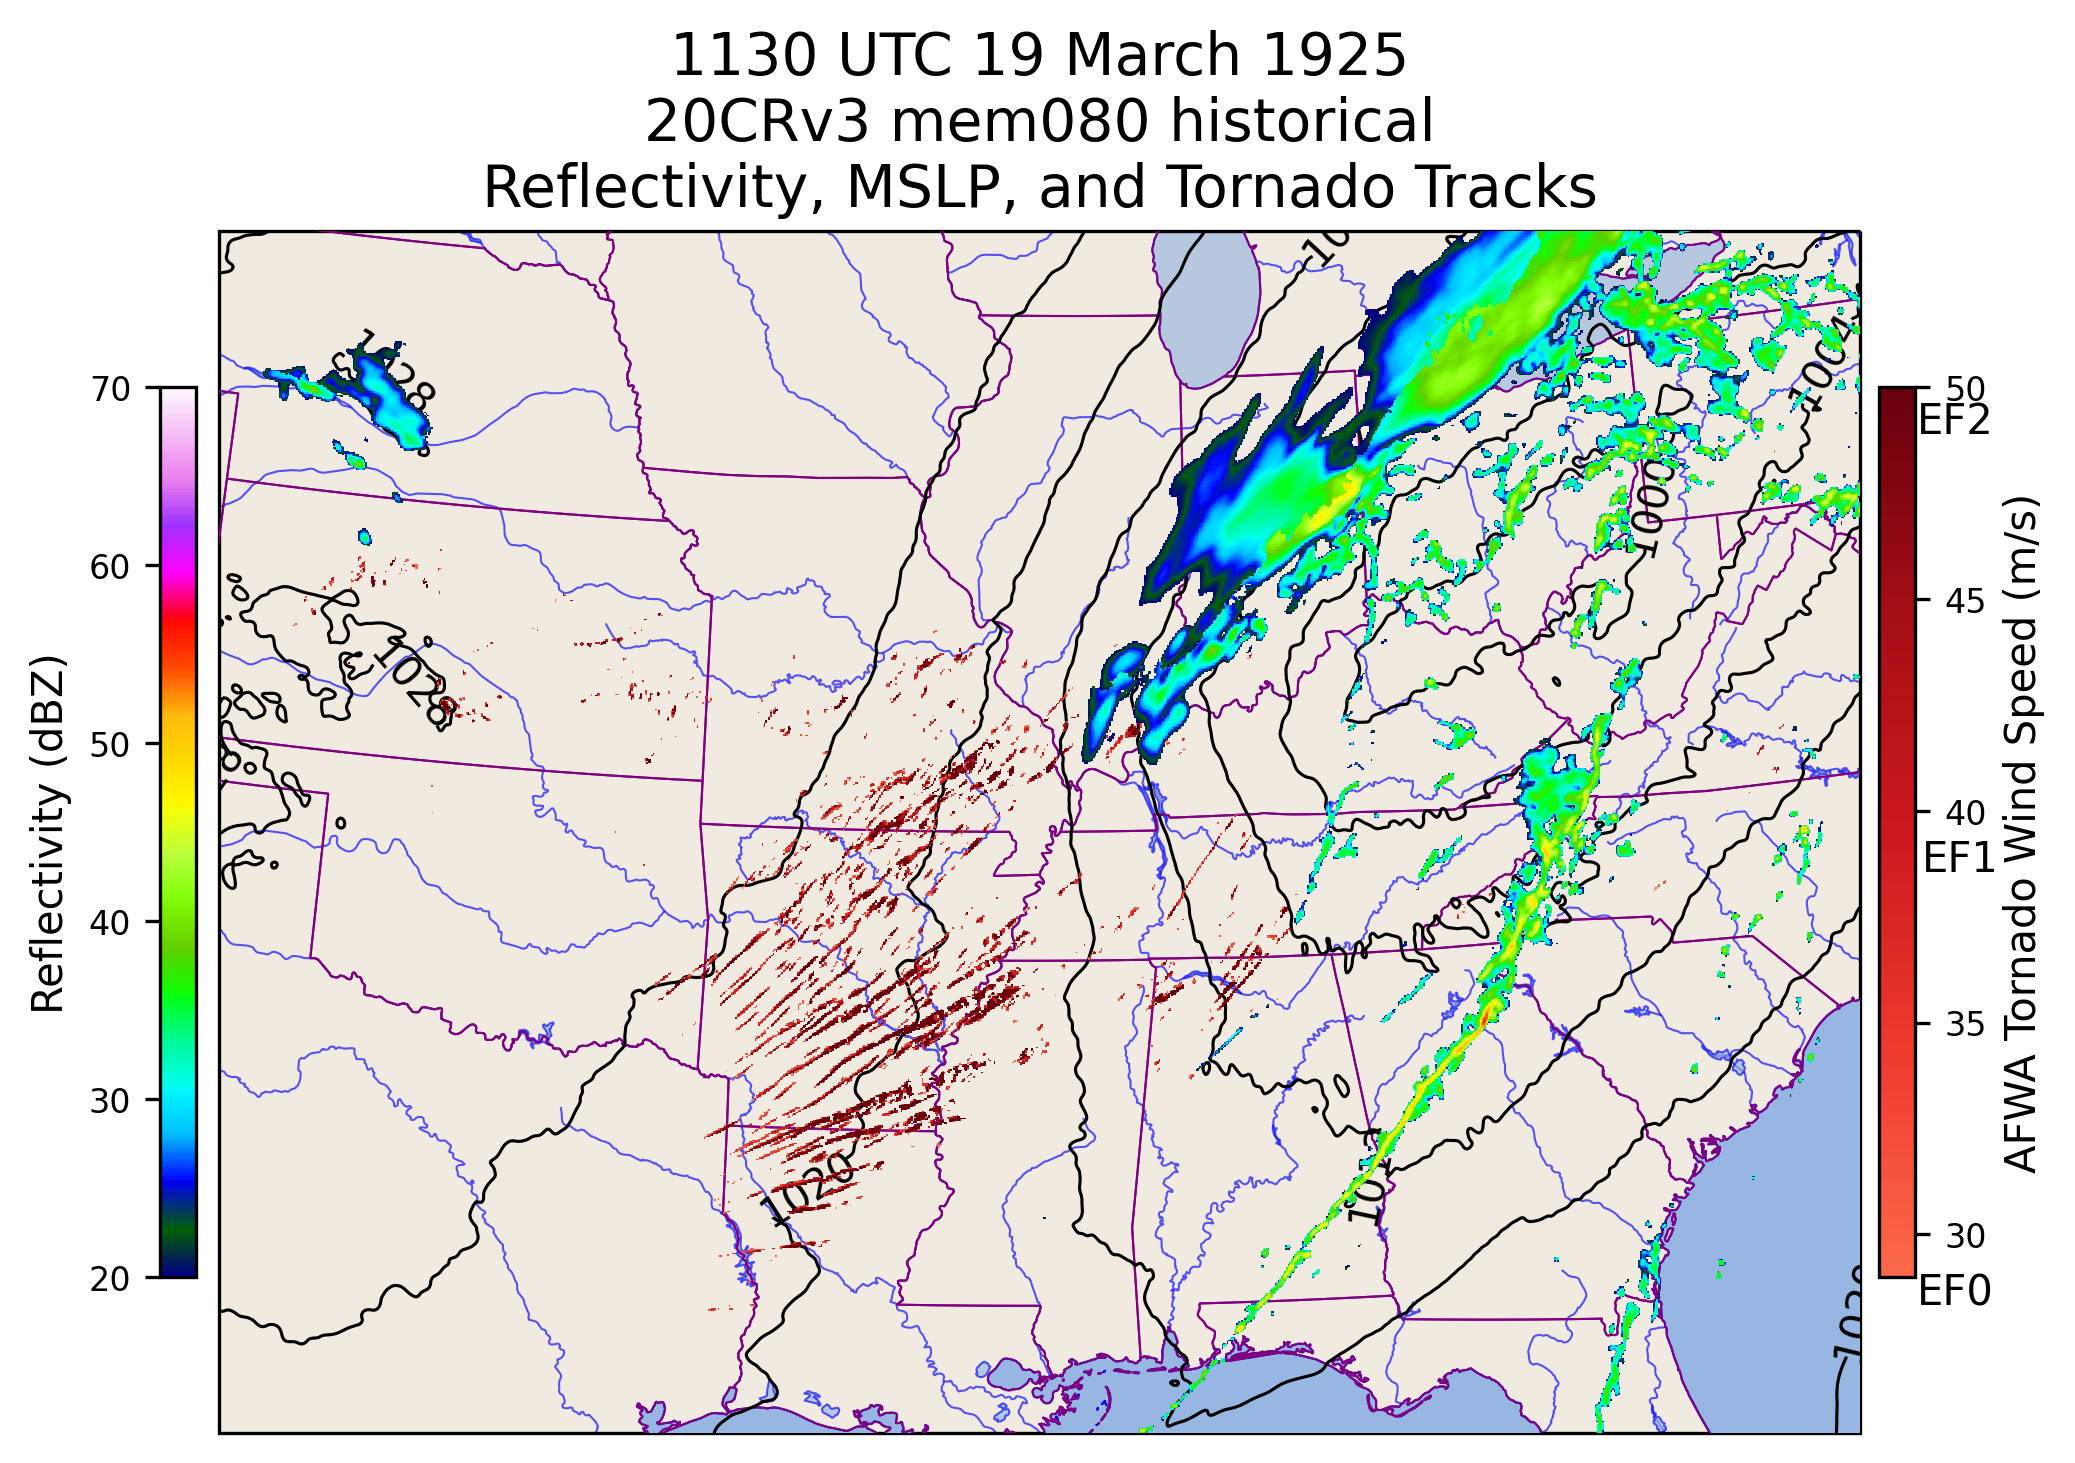 1130 UTC 19 March 1925
20CRv3 mem080 historical
Reflectivity, MSLP, and Tornado Tracks
Reflectivity (dBZ)
70
60
50
40
30
20
1028
1028
1020
1012
1000
1004
1020
50
EF2
45
40
EF1
35
30
EF0
AFWA Tornado Wind Speed (m/s)